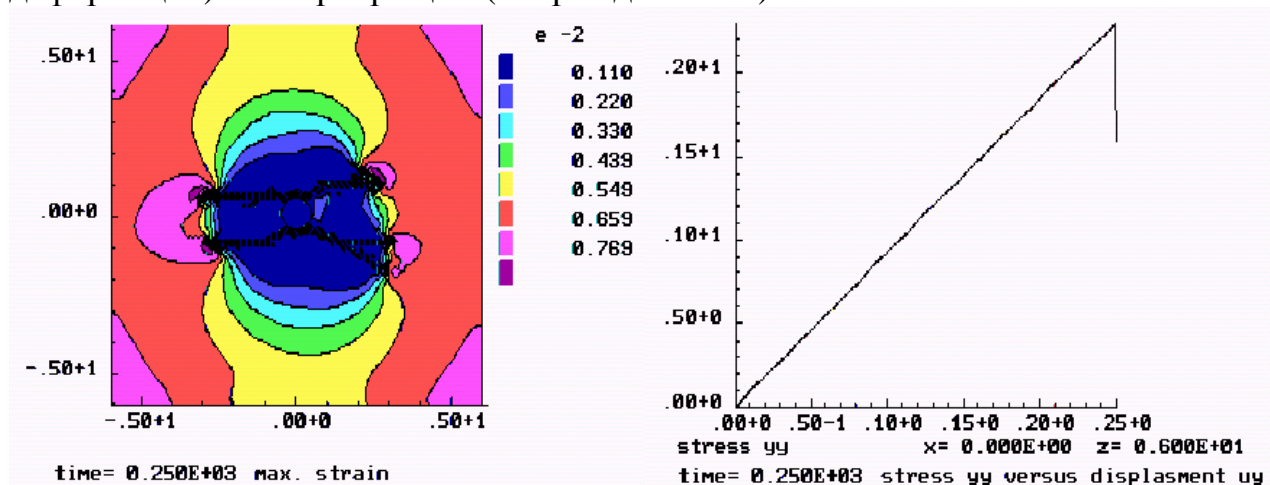 e -2
.50+1
0.110
0.220
0.330
0.439
0.549
0.659
0.769
.00+0
-.50+1
-.50+1 .00+0 .50+1
time= 0.250E+03 max. strain
.20+1
.15+1
.10+1
.50+0
.00+0
.00+0 .50-1 .10+0 .15+0 .20+0 .25+0
stress yy x= 0.000E+00 z= 0.600E+01
time= 0.250E+03 stress yy versus displasment uy